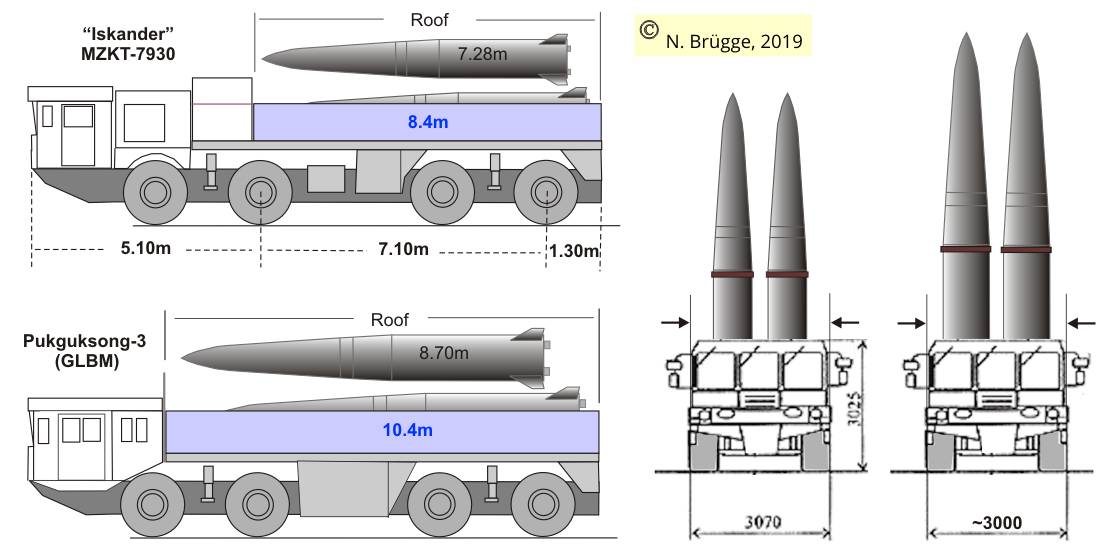 “Iskander”
MZKT-7930
Roof
7.28m
8.4m
5.10m
7.10m
1.30m
Pukguksong-3
(GLBM)
Roof
8.70m
10.4m
© N. Brügge, 2019
3025
3070
~3000